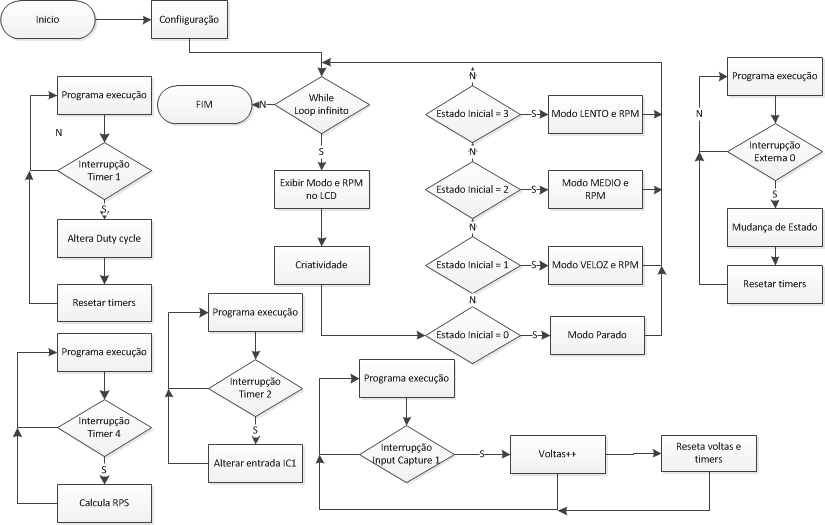 Inicio
Confiiguração
While
Loop infinito
N
FIM
S
Exibir Modo e RPM
no LCD
Criatividade
Estado Inicial = 0
S
Modo Parado
N
Estado Inicial = 1
S
Modo VELOZ e RPM
N
Estado Inicial = 2
S
Modo MEDIO e
RPM
N
Estado Inicial = 3
S
Modo LENTO e RPM
N
Programa execução
N
Interrupção
Timer 1
S
Altera Duty cycle
Resetar timers
Programa execução
Interrupção
Timer 4
S
Calcula RPS
Programa execução
Interrupção
Timer 2
S
Alterar entrada IC1
Programa execução
Interrupção
Input Capture 1
S
Voltas++
Reseta voltas e
timers
Programa execução
N
Interrupção
Externa 0
S
Mudança de Estado
Resetar timers